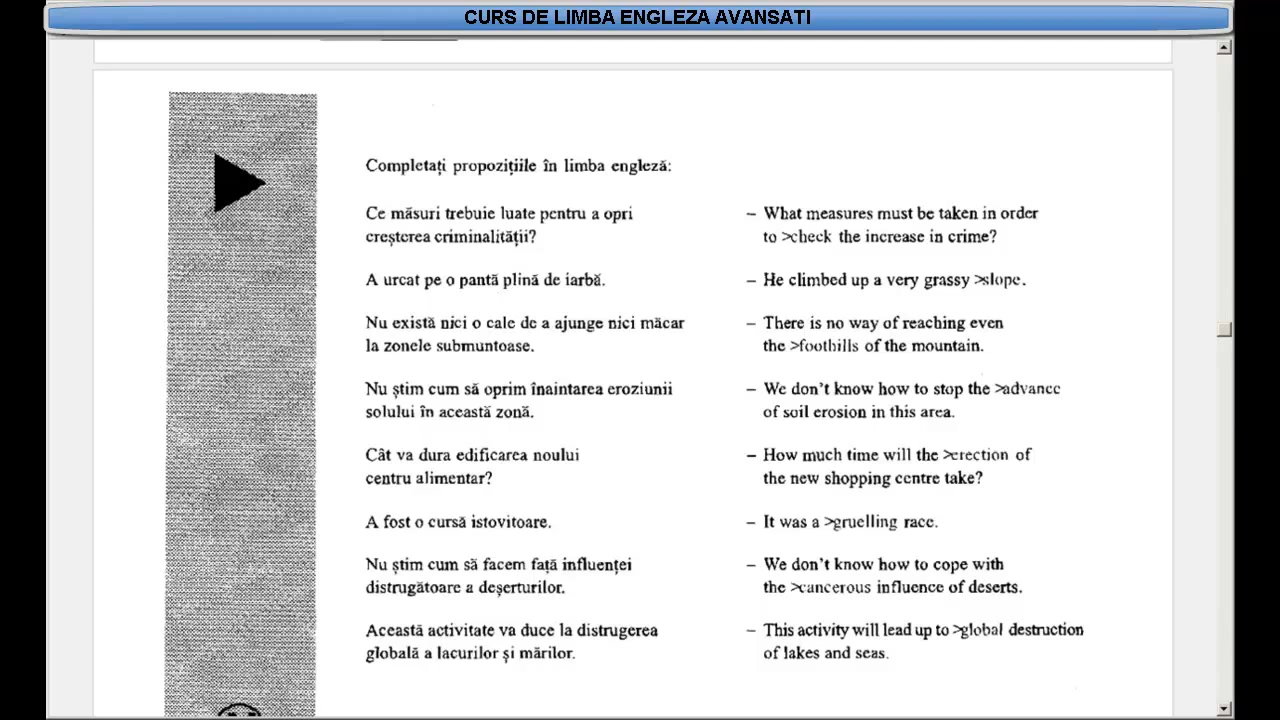 CURS DE LIMBA ENGLEZA AVANSATI
Completați propozițiile în limba engleză:
Ce măsuri trebuie luate pentru a opri
creșterea criminalității?
– What measures must be taken in order
to >check the increase in crime?
A urcat pe o pantă plină de iarbă.
– He climbed up a very grassy >slope.
Nu există nici o cale de a ajunge nici măcar
la zonele submuntoase.
– There is no way of reaching even
the >foothills of the mountain.
Nu știm cum să oprim înaintarea eroziunii
solului în această zonă.
– We don't know how to stop the >advance
of soil erosion in this area.
Cât va dura edificarea noului
centru alimentar?
– How much time will the >erection of
the new shopping centre take?
A fost o cursă istovitoare.
– It was a >gruelling race.
Nu știm cum să facem față influenței
distrugătoare a deșerturilor.
– We don't know how to cope with
the >cancerous influence of deserts.
Această activitate va duce la distrugerea
globală a lacurilor și mărilor.
– This activity will lead up to >global destruction
of lakes and seas.